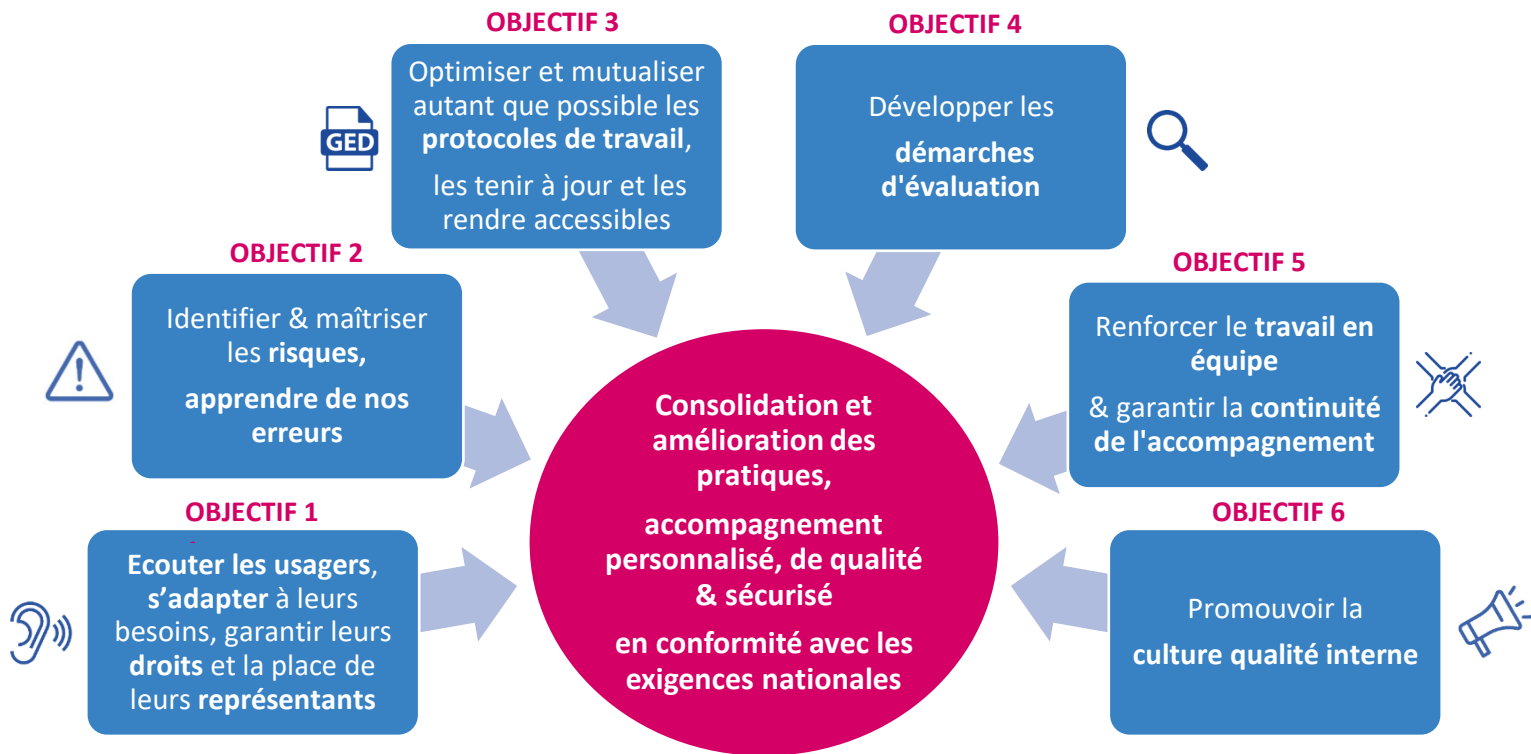 OBJECTIF 3
Optimiser et mutualiser
autant que possible les
protocoles de travail,
les tenir à jour et les
rendre accessibles
GED
OBJECTIF 4
Développer les
démarches
d'évaluation
OBJECTIF 2
Identifier & maîtriser
les risques,
apprendre de nos
erreurs
OBJECTIF 5
Renforcer le travail en
équipe
& garantir la continuité
de l'accompagnement
OBJECTIF 1
Ecouter les usagers,
s’adapter à leurs
besoins, garantir leurs
droits et la place de
leurs représentants
Consolidation et
amélioration des
pratiques,
accompagnement
personnalisé, de qualité
& sécurisé
en conformité avec les
exigences nationales
OBJECTIF 6
Promouvoir la
culture qualité interne